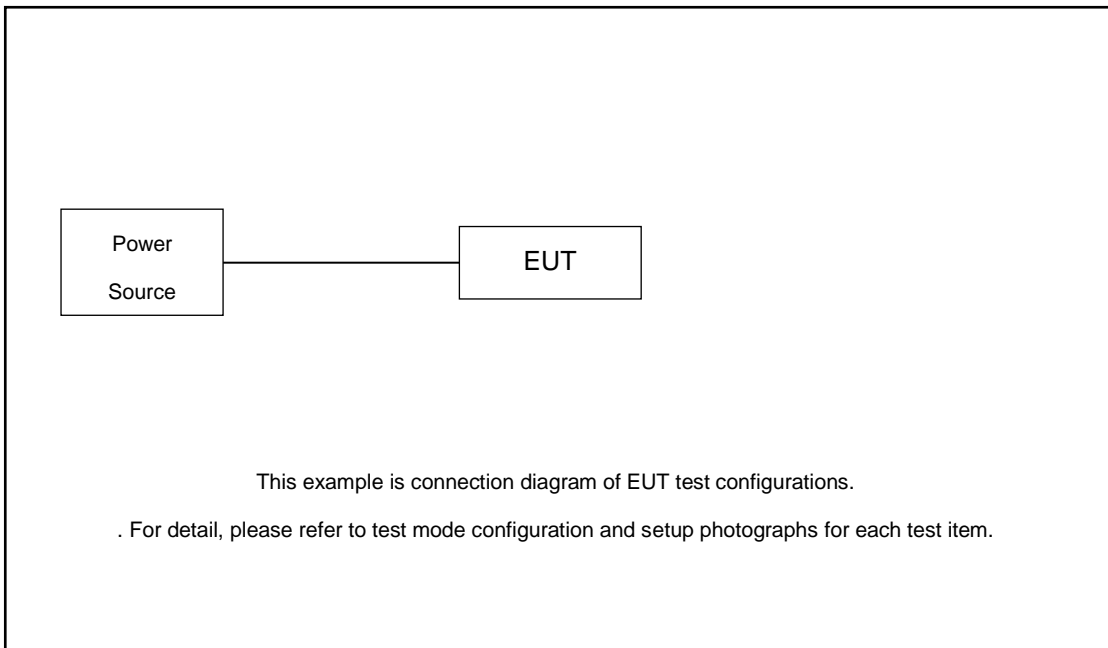 Power
Source
EUT
This example is connection diagram of EUT test configurations.
. For detail, please refer to test mode configuration and setup photographs for each test item.